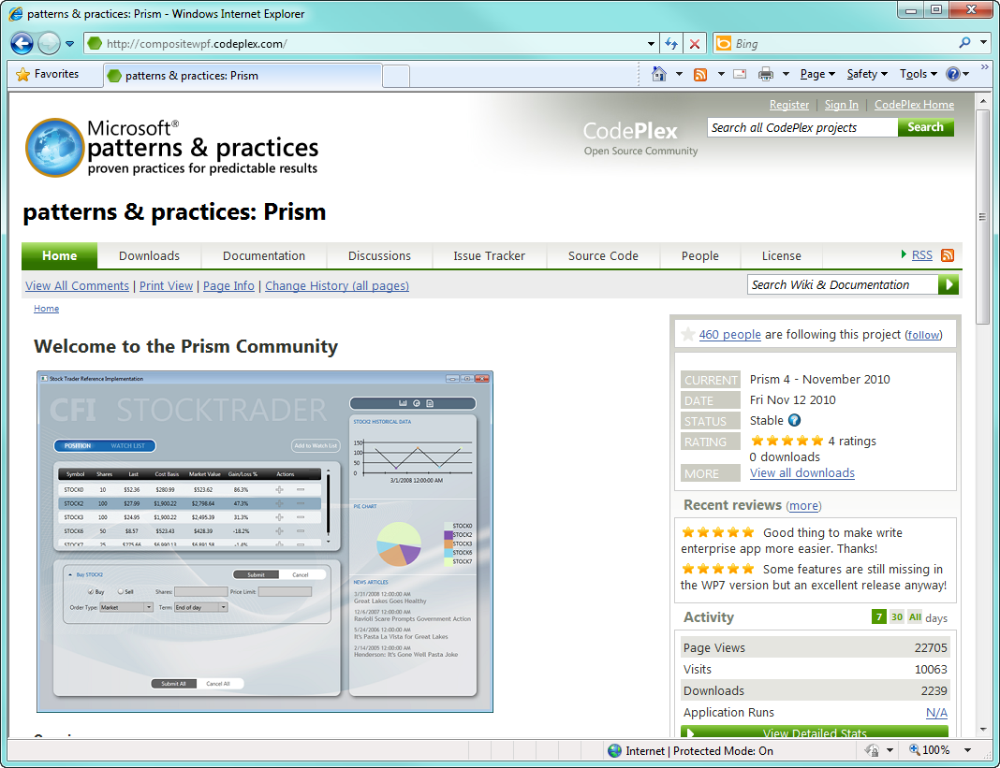 patterns & practices: Prism - Windows Internet Explorer
http://compositewpf.codeplex.com/
Bing
Favorites
patterns & practices: Prism
Page
Safety
Tools
Register | Sign In | CodePlex Home
Microsoft®
patterns & practices
proven practices for predictable results
CodePlex
Open Source Community
Search all CodePlex projects
Search
patterns & practices: Prism
Home Downloads Documentation Discussions Issue Tracker Source Code People License RSS
View All Comments | Print View | Page Info | Change History (all pages)
Search Wiki & Documentation
Home
Welcome to the Prism Community
Stock Trader Reference Implementation
CFI STOCKTRADER
POSITION WATCH LIST
Add to Watch List
Symbol Shares Last Cost Basis Market Value Gain/Loss % Actions
STOCK0 10 $52.36 $280.99 $523.62 86.3%
STOCK2 100 $27.99 $1,900.22 $2,798.64 47.3%
STOCK3 100 $24.95 $1,900.22 $2,495.39 31.3%
STOCK6 50 $8.57 $523.43 $428.39 -18.2%
STOCK7 25
Buy STOCK2
Submit Cancel
Buy Sell Shares: Price Limit:
Order Type: Market Term: End of day
Submit All Cancel All
STOCK2 HISTORICAL DATA
150
100
50
0
3/1/2008 12:00:00 AM
PIE CHART
STOCK0
STOCK2
STOCK3
STOCK6
STOCK7
NEWS ARTICLES
3/31/2008 12:00:00 AM
Great Lakes Goes Healthy
12/6/2007 12:00:00 AM
Ravioli Scare Prompts Government Action
5/24/2006 12:00:00 AM
It's Pasta La Vista for Great Lakes
2/14/2005 12:00:00 AM
Henderson: It's Gone Well Pasta Joke
460 people are following this project (follow)
CURRENT Prism 4 - November 2010
DATE Fri Nov 12 2010
STATUS Stable
RATING 4 ratings
0 downloads
MORE View all downloads
Recent reviews (more)
Good thing to make write
enterprise app more easier. Thanks!
Some features are still missing in
the WP7 version but an excellent release anyway!
Activity 7 30 All days
Page Views 22705
Visits 10063
Downloads 2239
Application Runs N/A
View Detailed Stats
Internet | Protected Mode: On
100%